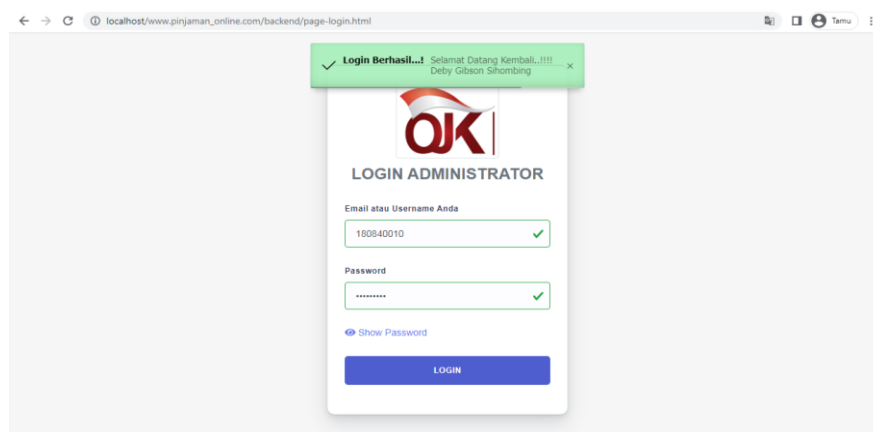 localhost/www.pinjaman_online.com/backend/page-login.html
Tamu
Login Berhasil...! Selamat Datang Kembali..!!!!
Deby Gibson Sihombing
OJK
LOGIN ADMINISTRATOR
Email atau Username Anda
180840010
Password
•••••••••
Show Password
LOGIN